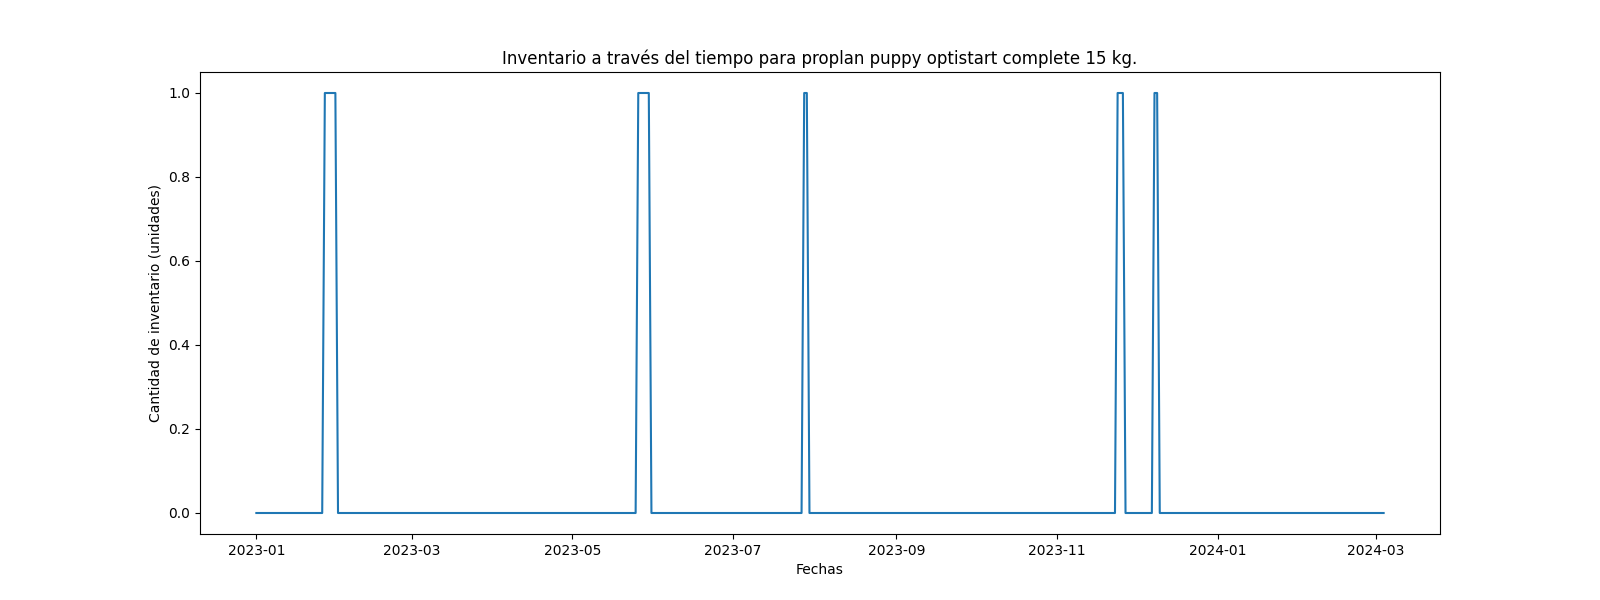 Inventario a través del tiempo para proplan puppy optistart complete 15 kg.
Cantidad de inventario (unidades)
1.0
0.8
0.6
0.4
0.2
0.0
2023-01 2023-03 2023-05 2023-07 2023-09 2023-11 2024-01 2024-03
Fechas